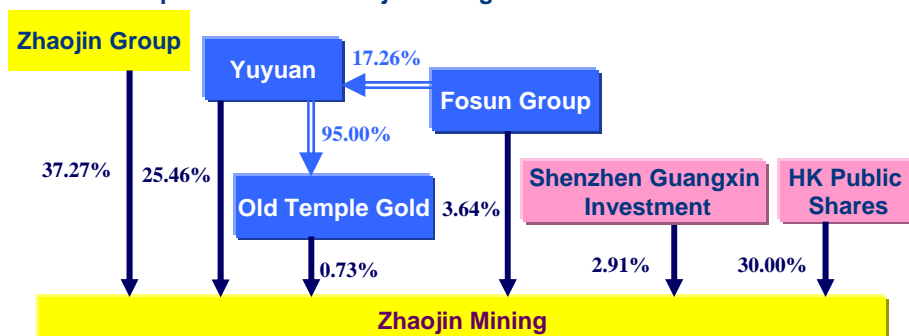 Zhaojin Group
17.26%
Yuyuan
Fosun Group
95.00%
37.27%
25.46%
Shenzhen Guangxin
Investment
HK Public
Shares
Old Temple Gold
3.64%
0.73%
2.91%
30.00%
Zhaojin Mining